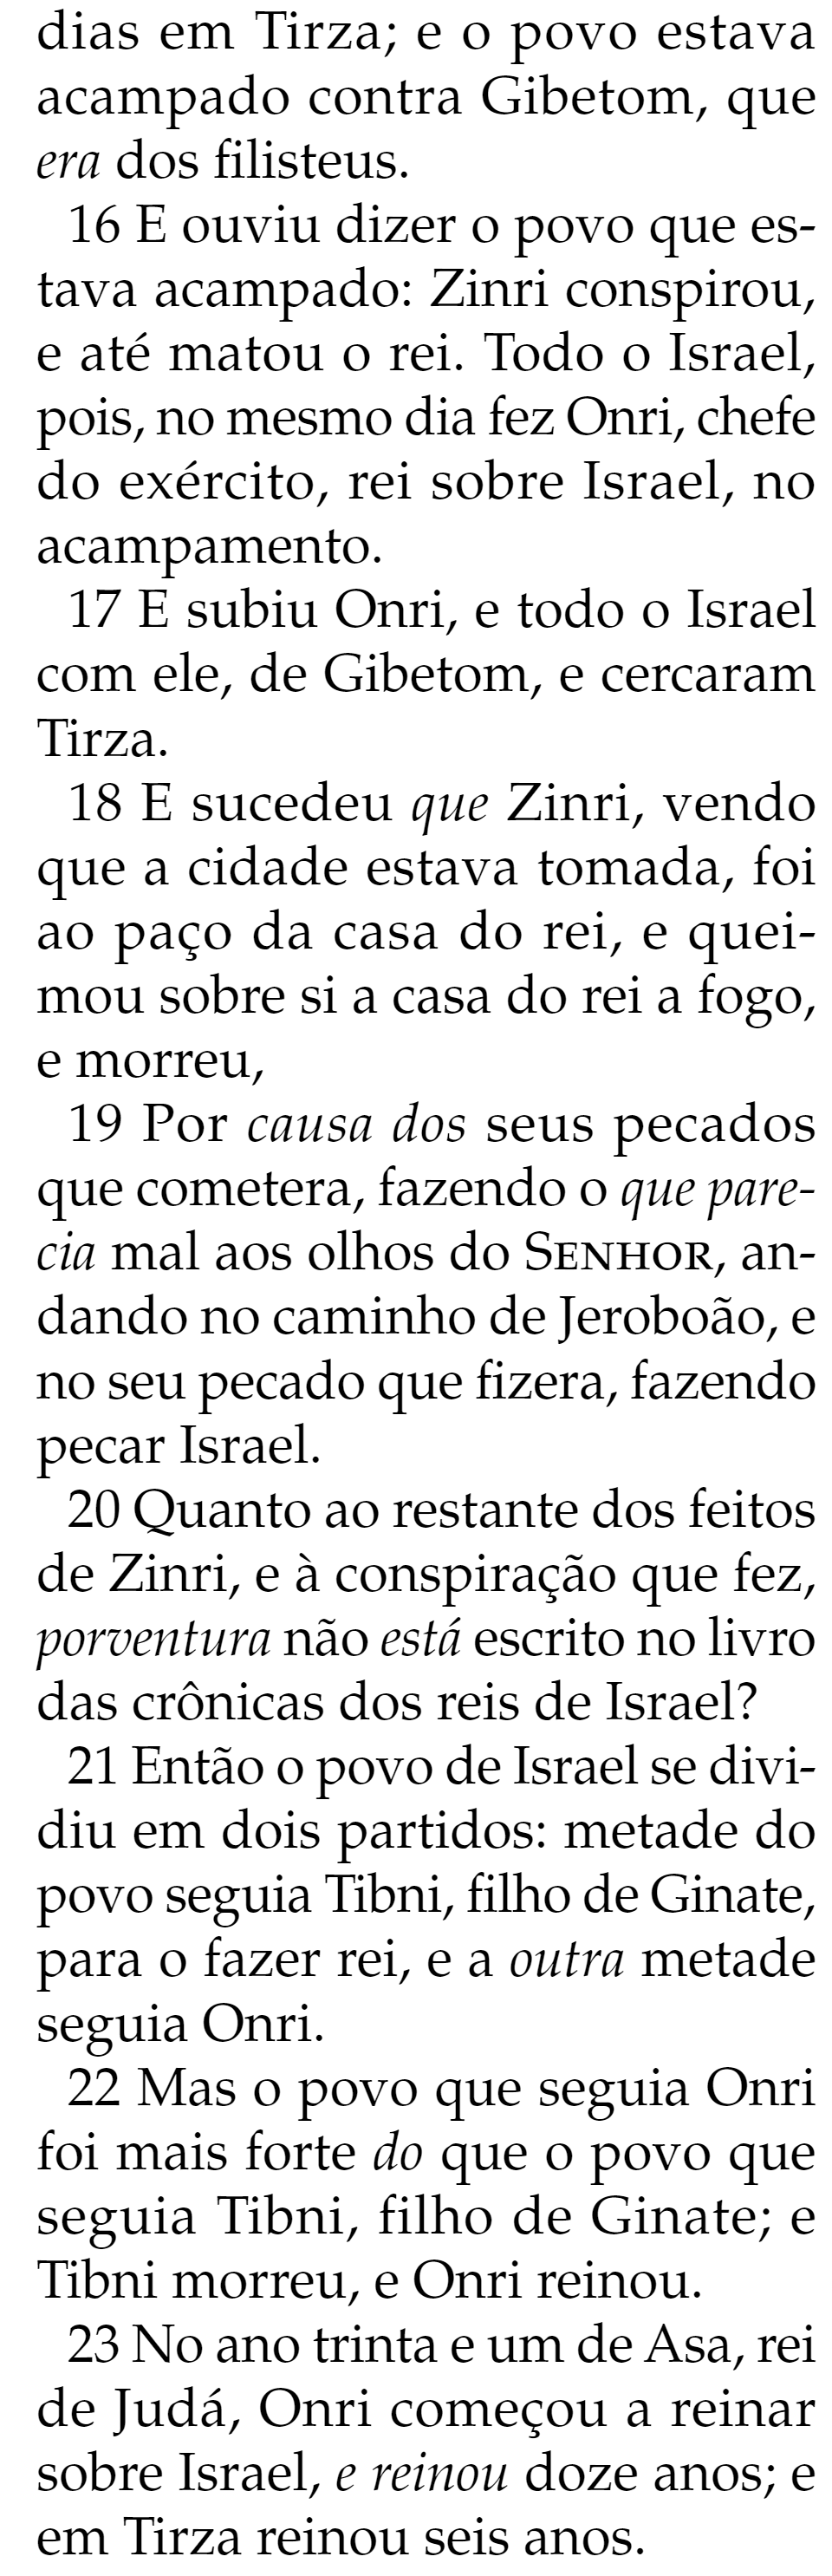 dias em Tirza; e o povo estava
acampado contra Gibetom, que
era dos filisteus.
16 E ouviu dizer o povo que es-
tava acampado: Zinri conspirou,
e até matou o rei. Todo o Israel,
pois, no mesmo dia fez Onri, chefe
do exército, rei sobre Israel, no
acampamento.
17 E subiu Onri, e todo o Israel
com ele, de Gibetom, e cercaram
Tirza.
18 E sucedeu que Zinri, vendo
que a cidade estava tomada, foi
ao paço da casa do rei, e quei-
mou sobre si a casa do rei a fogo,
e morreu,
19 Por causa dos seus pecados
que cometera, fazendo o que pare-
cia mal aos olhos do SENHOR, an-
dando no caminho de Jeroboão, e
no seu pecado que fizera, fazendo
pecar Israel.
20 Quanto ao restante dos feitos
de Zinri, e à conspiração que fez,
porventura não está escrito no livro
das crônicas dos reis de Israel?
21 Então o povo de Israel se divi-
diu em dois partidos: metade do
povo seguia Tibni, filho de Ginate,
para o fazer rei, e a outra metade
seguia Onri.
22 Mas o povo que seguia Onri
foi mais forte do que o povo que
seguia Tibni, filho de Ginate; e
Tibni morreu, e Onri reinou.
23 No ano trinta e um de Asa, rei
de Judá, Onri começou a reinar
sobre Israel, e reinou doze anos; e
em Tirza reinou seis anos.